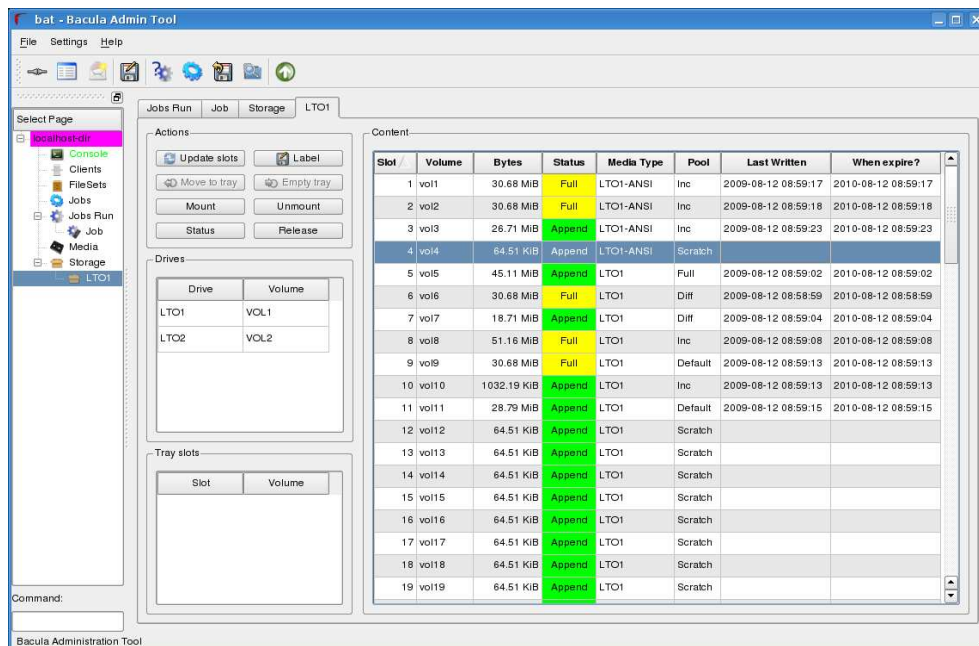 bat - Bacula Admin Tool
File Settings Help
Select Page
localhost-dir
Console
Clients
FileSets
Jobs
Jobs Run
Job
Media
Storage
LTO1
Command:
Bacula Administration Tool
Jobs Run Job Storage LTO1
Actions
Update slots Label
Move to tray Empty tray
Mount Unmount
Status Release
Drives
Drive Volume
LTO1 VOL1
LTO2 VOL2
Tray slots
Slot Volume
Content
Slot Volume Bytes Status Media Type Pool Last Written When expire?
1 vol1 30.68 MiB Full LTO1-ANSI Inc 2009-08-12 08:59:17 2010-08-12 08:59:17
2 vol2 30.68 MiB Full LTO1-ANSI Inc 2009-08-12 08:59:18 2010-08-12 08:59:18
3 vol3 26.71 MiB Append LTO1-ANSI Inc 2009-08-12 08:59:23 2010-08-12 08:59:23
4 vol4 64.51 KiB Append LTO1-ANSI Scratch
5 vol5 45.11 MiB Append LTO1 Full 2009-08-12 08:59:02 2010-08-12 08:59:02
6 vol6 30.68 MiB Full LTO1 Diff 2009-08-12 08:58:59 2010-08-12 08:58:59
7 vol7 18.71 MiB Append LTO1 Diff 2009-08-12 08:59:04 2010-08-12 08:59:04
8 vol8 51.16 MiB Full LTO1 Inc 2009-08-12 08:59:08 2010-08-12 08:59:08
9 vol9 30.68 MiB Full LTO1 Default 2009-08-12 08:59:13 2010-08-12 08:59:13
10 vol10 1032.19 KiB Append LTO1 Inc 2009-08-12 08:59:13 2010-08-12 08:59:13
11 vol11 28.79 MiB Append LTO1 Default 2009-08-12 08:59:15 2010-08-12 08:59:15
12 vol12 64.51 KiB Append LTO1 Scratch
13 vol13 64.51 KiB Append LTO1 Scratch
14 vol14 64.51 KiB Append LTO1 Scratch
15 vol15 64.51 KiB Append LTO1 Scratch
16 vol16 64.51 KiB Append LTO1 Scratch
17 vol17 64.51 KiB Append LTO1 Scratch
18 vol18 64.51 KiB Append LTO1 Scratch
19 vol19 64.51 KiB Append LTO1 Scratch